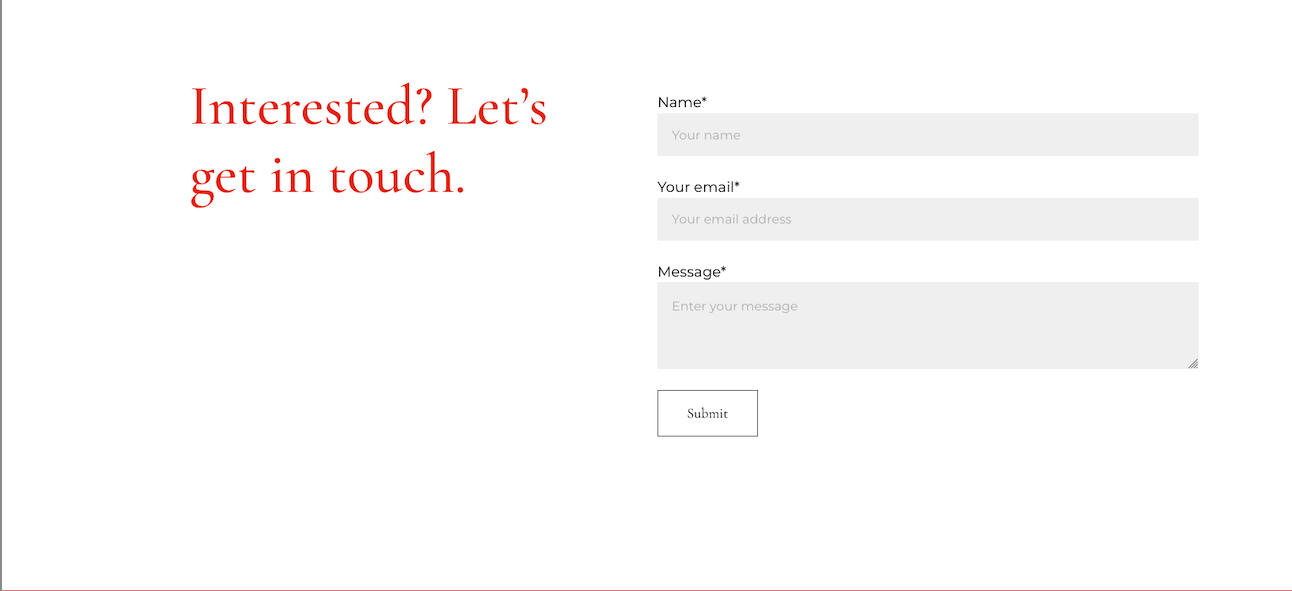 Interested? Let’s
get in touch.
Name*
Your name
Your email*
Your email address
Message*
Enter your message
Submit